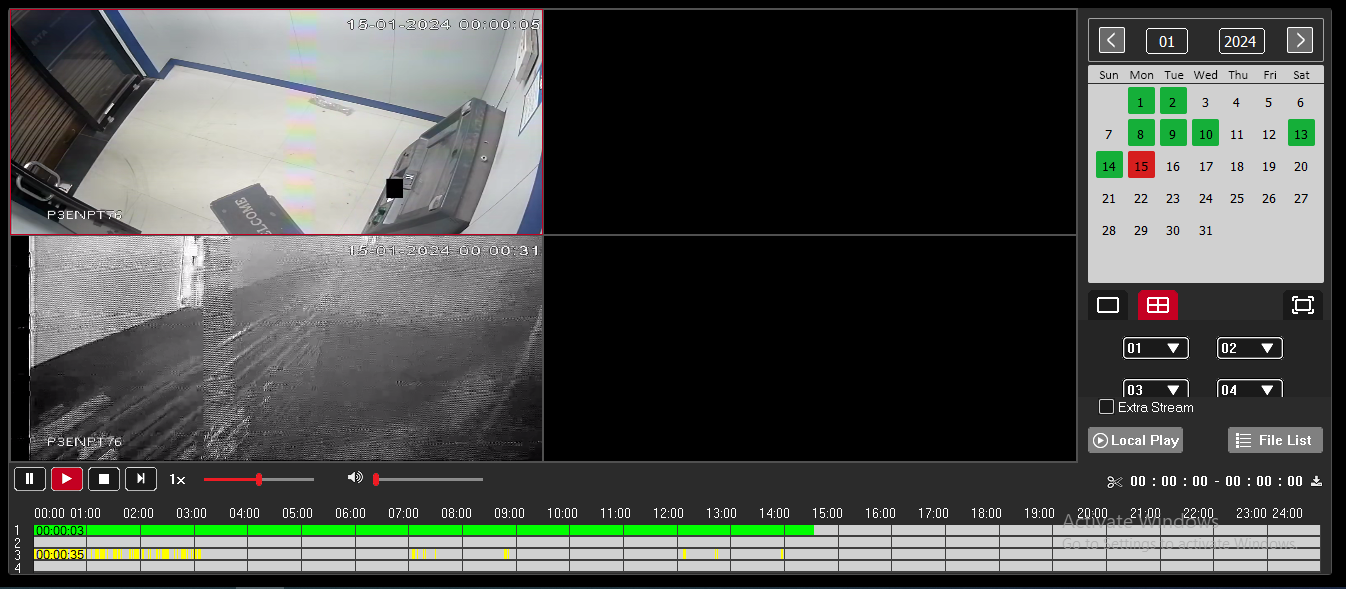 15-01-2024 00:00:05
WELCOME
P3ENPT76
15-01-2024 00:00:31
P3ENPT76
01 2024
Sun Mon Tue Wed Thu Fri Sat
1 2 3 4 5 6
7 8 9 10 11 12 13
14 15 16 17 18 19 20
21 22 23 24 25 26 27
28 29 30 31
01 02
03 04
Extra Stream
Local Play File List
1x
00 : 00 : 00 - 00 : 00 : 00
00:00 01:00 02:00 03:00 04:00 05:00 06:00 07:00 08:00 09:00 10:00 11:00 12:00 13:00 14:00 15:00 16:00 17:00 18:00 19:00 20:00 21:00 22:00 23:00 24:00
1 00:00:03
2
3 00:00:35
4
Activate Windows
Go to Settings to activate Windows.